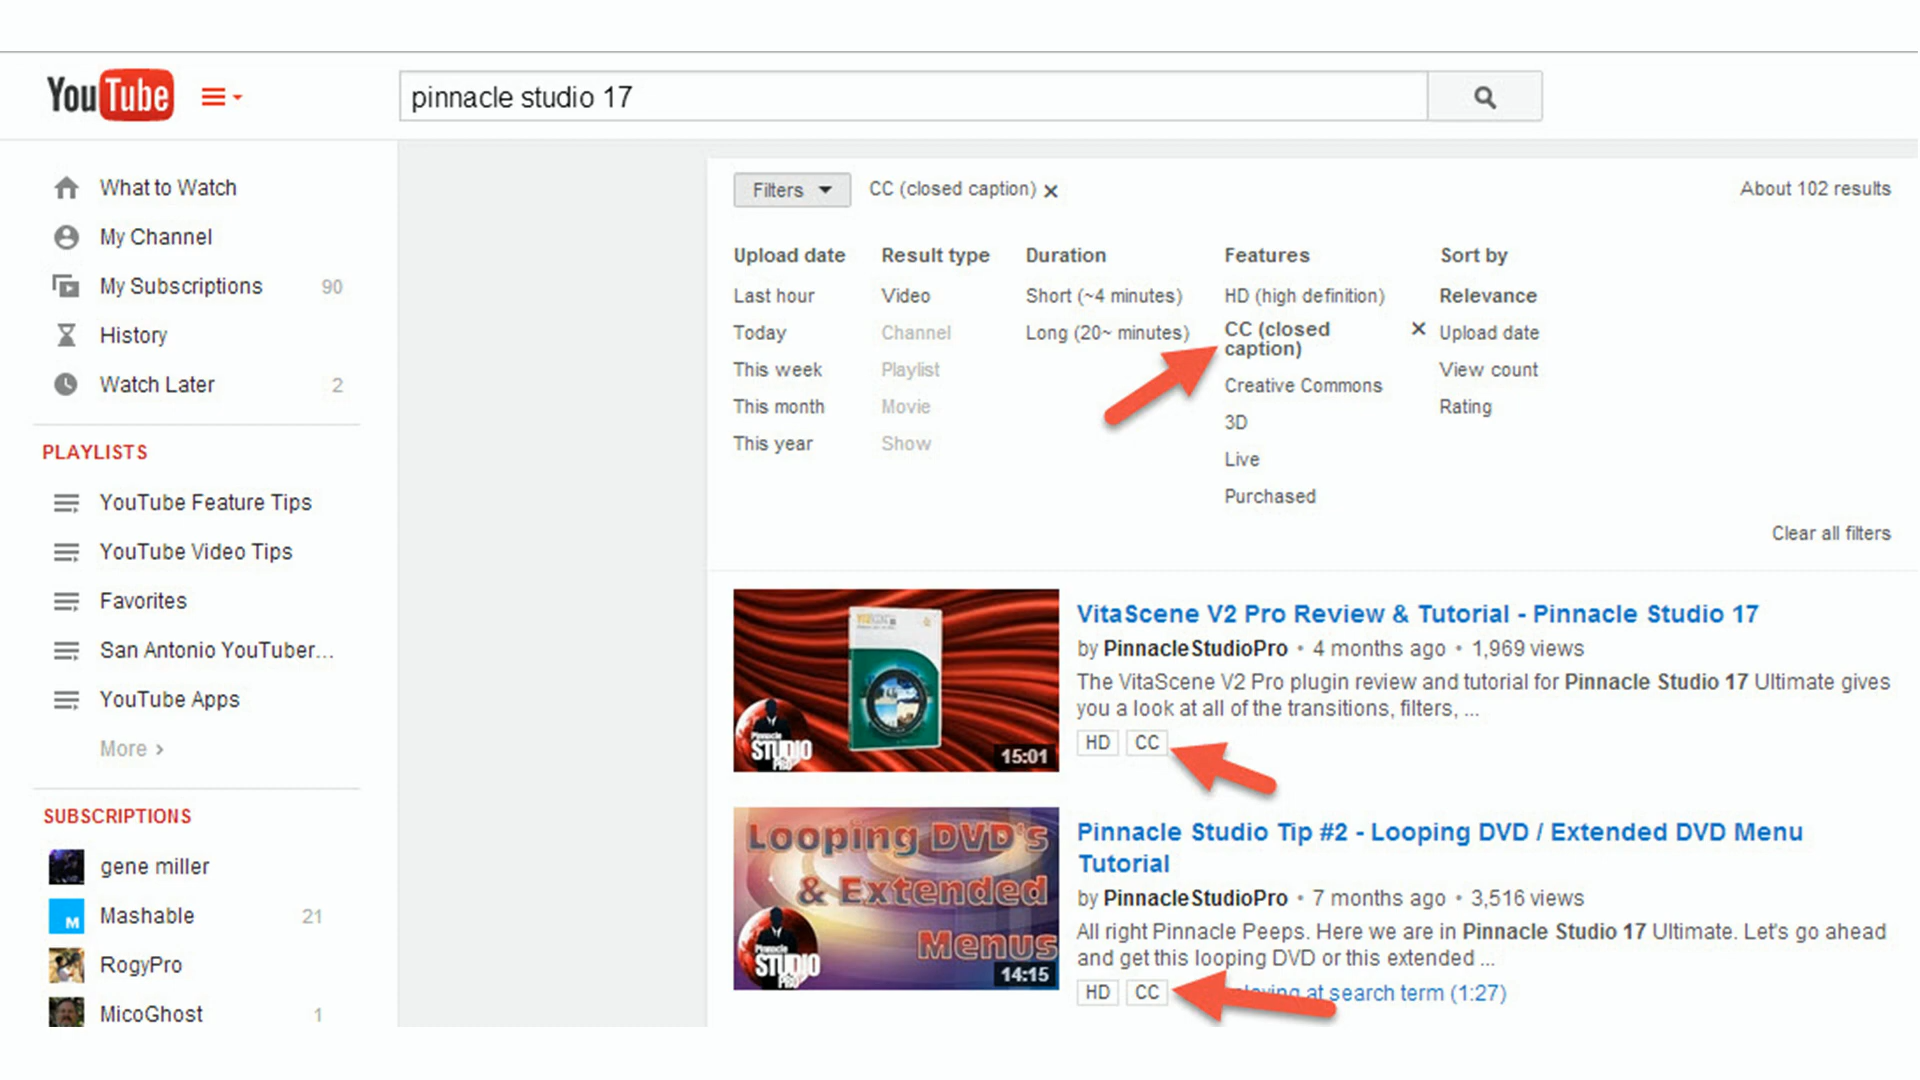 YouTube
pinnacle studio 17
What to Watch
My Channel
My Subscriptions 90
History
Watch Later 2
PLAYLISTS
YouTube Feature Tips
YouTube Video Tips
Favorites
San Antonio YouTuber...
YouTube Apps
More ›
SUBSCRIPTIONS
gene miller
Mashable 21
RogyPro
MicoGhost 1
Filters CC (closed caption) × About 102 results
Upload date
Last hour
Today
This week
This month
This year
Result type
Video
Channel
Playlist
Movie
Show
Duration
Short (~4 minutes)
Long (20~ minutes)
Features
HD (high definition)
CC (closed
caption) ×
Creative Commons
3D
Live
Purchased
Sort by
Relevance
Upload date
View count
Rating
Clear all filters
Pinnacle
STUDIO
PRO
15:01
VitaScene V2 Pro Review & Tutorial - Pinnacle Studio 17
by PinnacleStudioPro • 4 months ago • 1,969 views
The VitaScene V2 Pro plugin review and tutorial for Pinnacle Studio 17 Ultimate gives
you a look at all of the transitions, filters, ...
HD CC
Looping DVD's
& Extended
Menus
Pinnacle
STUDIO
PRO
14:15
Pinnacle Studio Tip #2 - Looping DVD / Extended DVD Menu
Tutorial
by PinnacleStudioPro • 7 months ago • 3,516 views
All right Pinnacle Peeps. Here we are in Pinnacle Studio 17 Ultimate. Let's go ahead
and get this looping DVD or this extended ...
HD CC at search term (1:27)